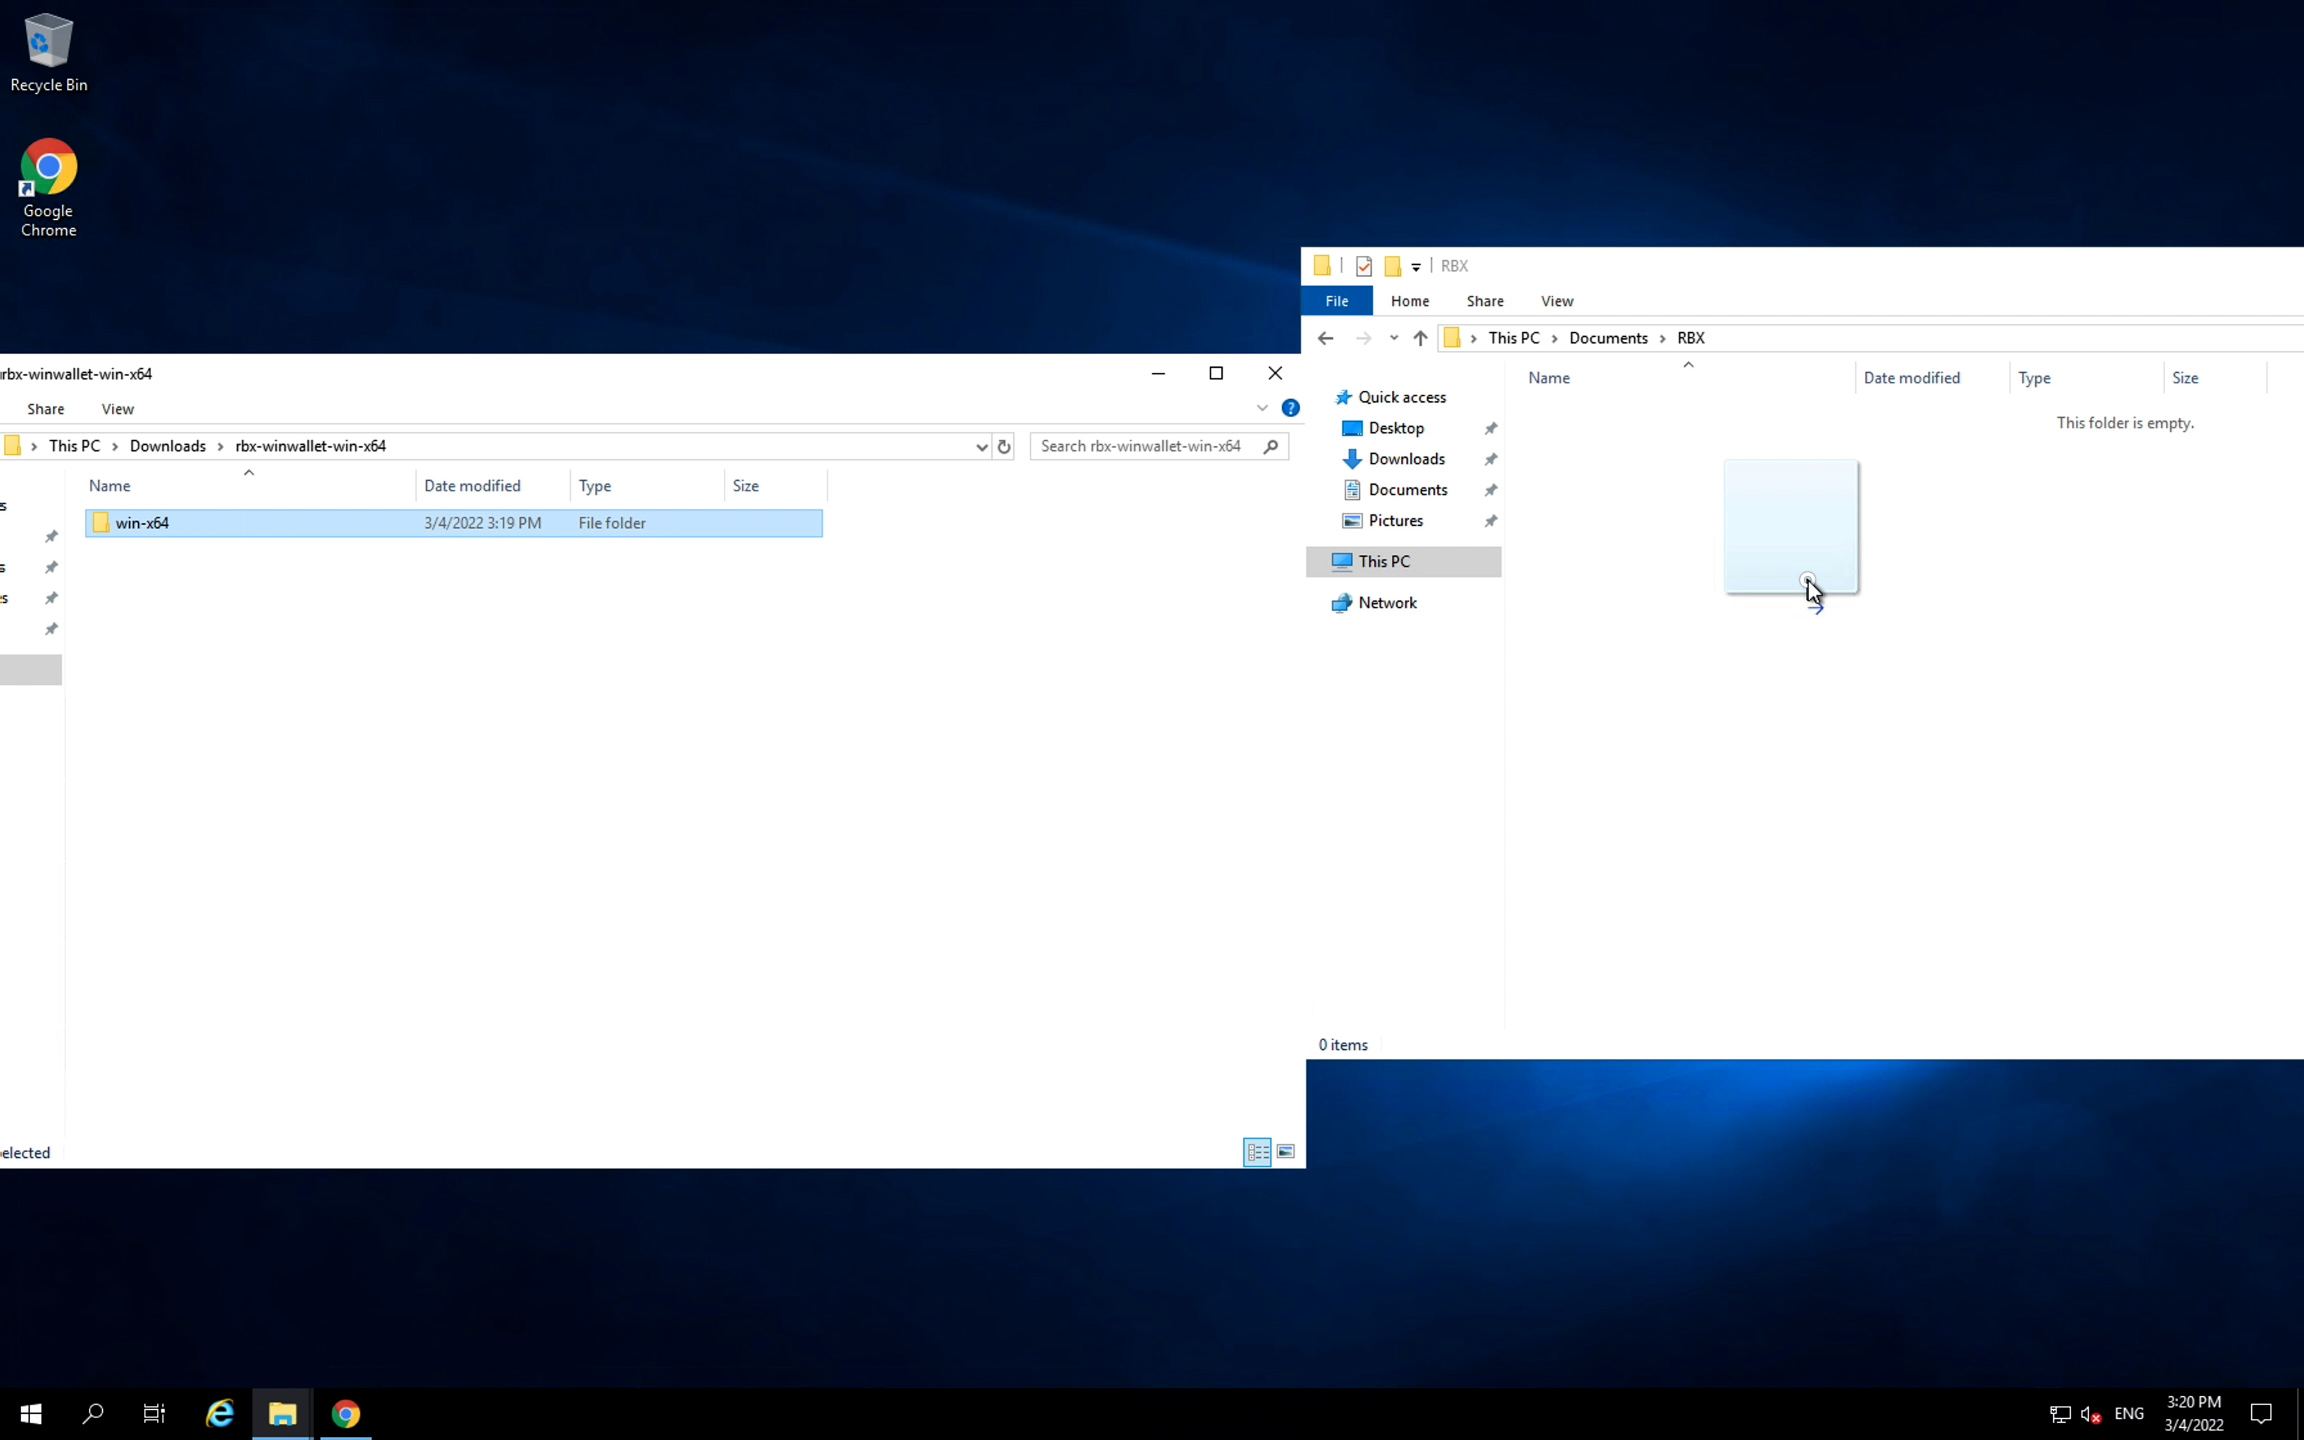 Recycle Bin
Google
Chrome
RBX
File Home Share View
This PC Documents RBX
Name Date modified Type Size
This folder is empty.
Quick access
Desktop
Downloads
Documents
Pictures
This PC
Network
0 items
rbx-winwallet-win-x64
Share View
This PC Downloads rbx-winwallet-win-x64
Search rbx-winwallet-win-x64
Name Date modified Type Size
win-x64 3/4/2022 3:19 PM File folder
s
s
s
elected
ENG
3:20 PM
3/4/2022